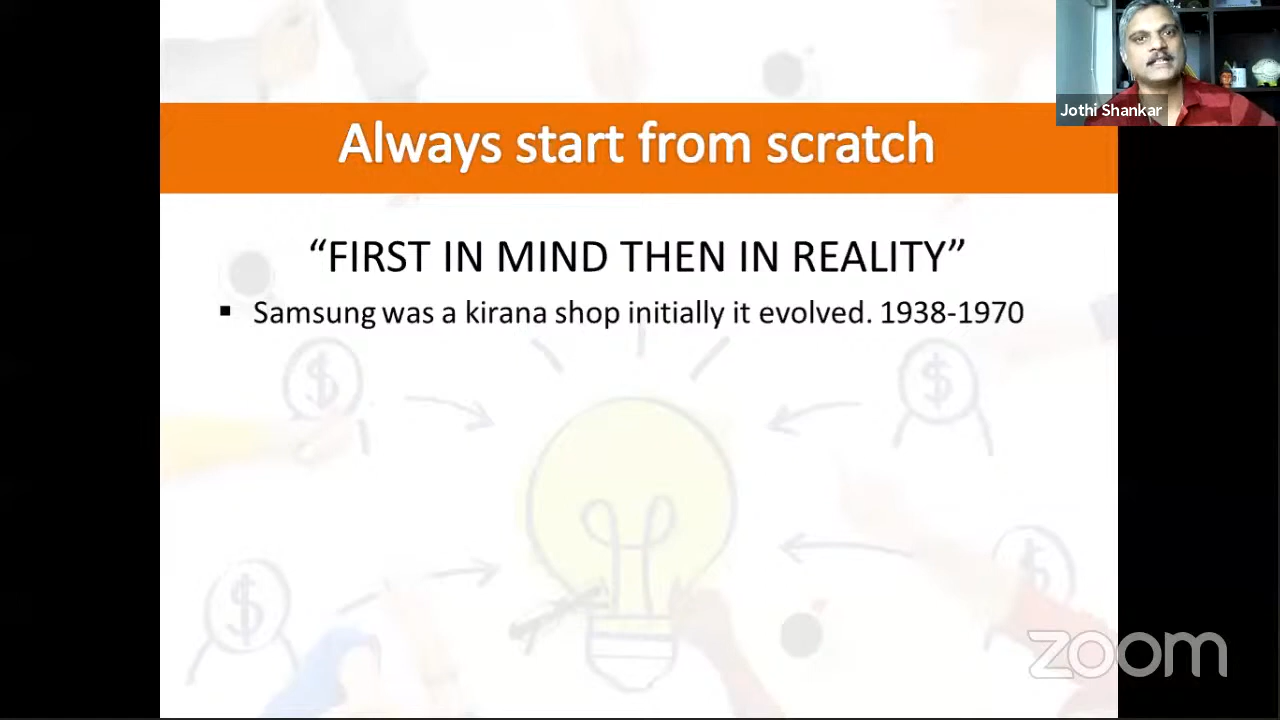 Jothi Shankar
Always start from scratch
“FIRST IN MIND THEN IN REALITY”
▪ Samsung was a kirana shop initially it evolved. 1938-1970
zoom